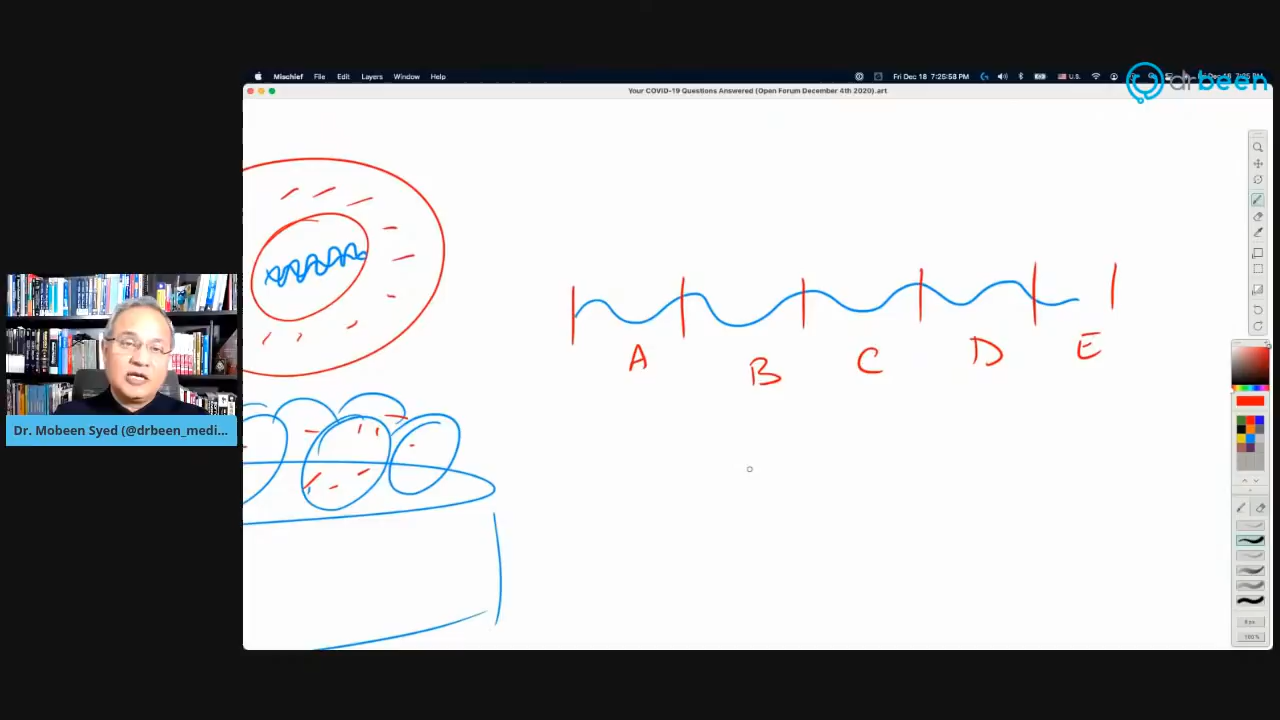 Mischief File Edit Layers Window Help
Fri Dec 18 7:25:58 PM
U.S.
drbeen
Your COVID-19 Questions Answered (Open Forum December 4th 2020).art
A B C D E
Dr. Mobeen Syed (@drbeen_medi...
100%